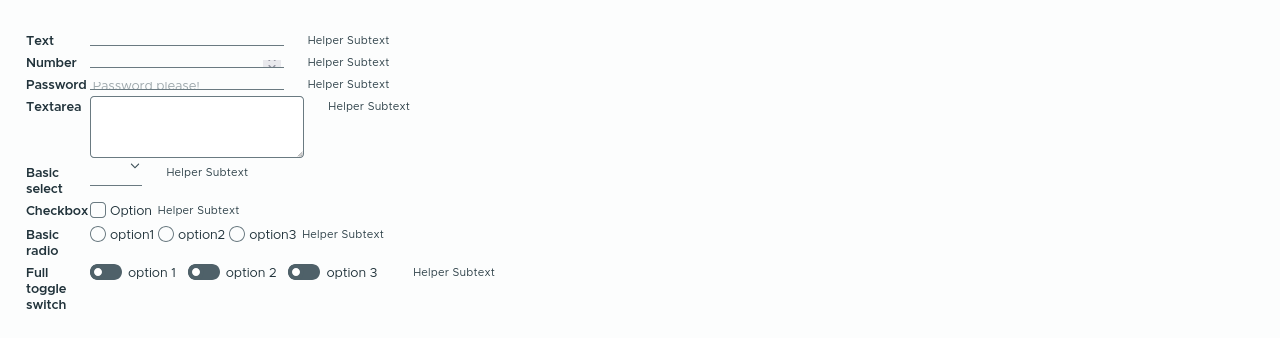 Text Helper Subtext
Number Helper Subtext
Password Password please! Helper Subtext
Textarea Helper Subtext
Basic select Helper Subtext
Checkbox Option Helper Subtext
Basic radio option1 option2 option3 Helper Subtext
Full toggle switch option 1 option 2 option 3 Helper Subtext